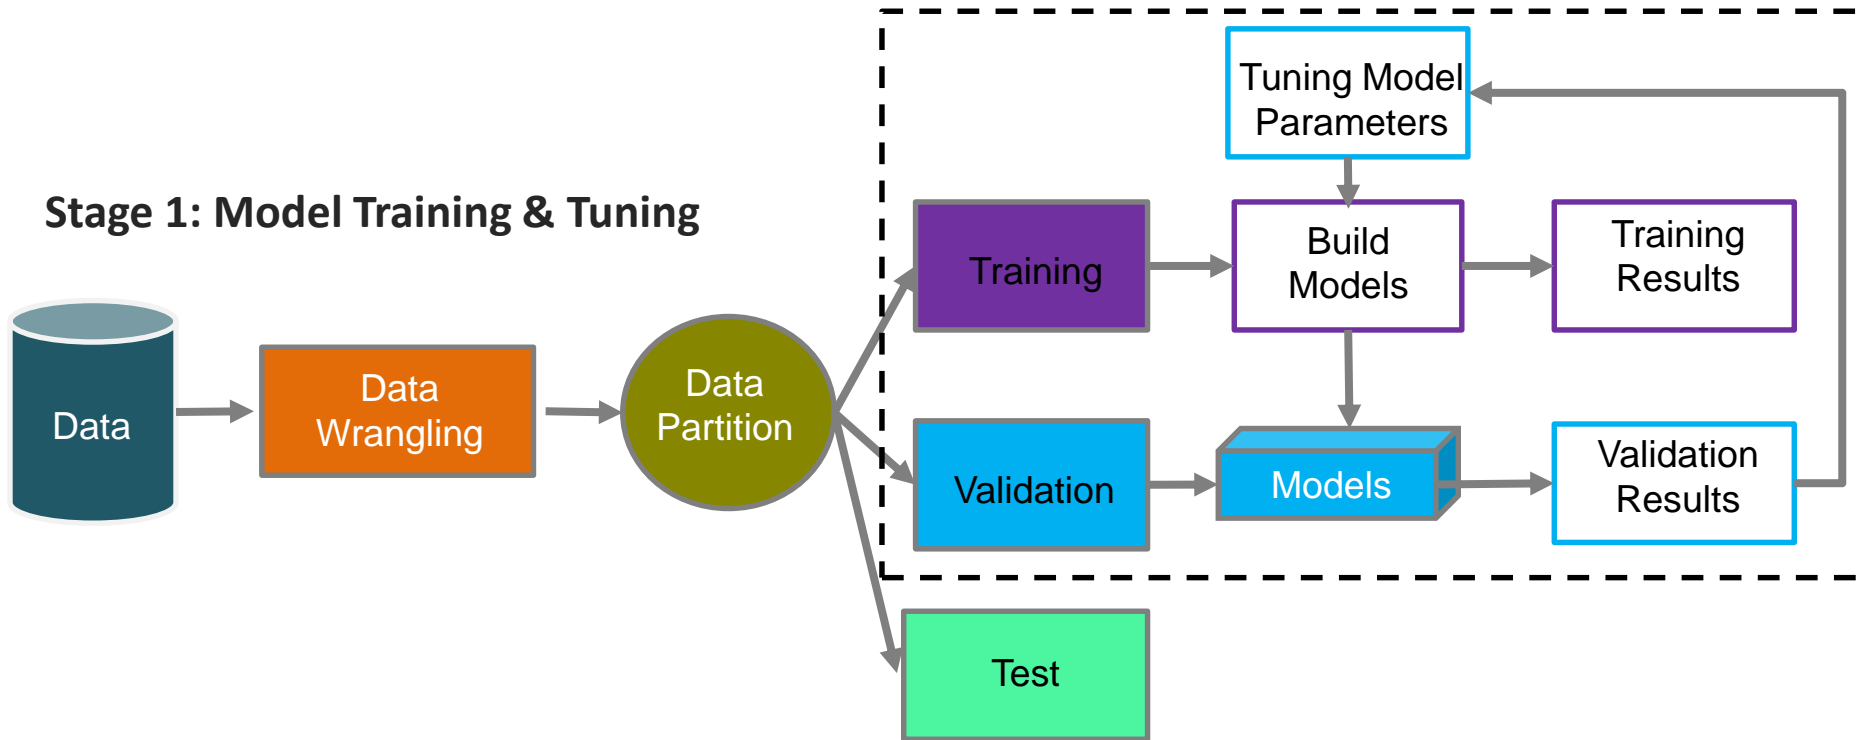 Stage 1: Model Training & Tuning
Data
Data
Wrangling
Data
Partition
Tuning Model
Parameters
Training
Build
Models
Training
Results
Validation
Models
Validation
Results
Test